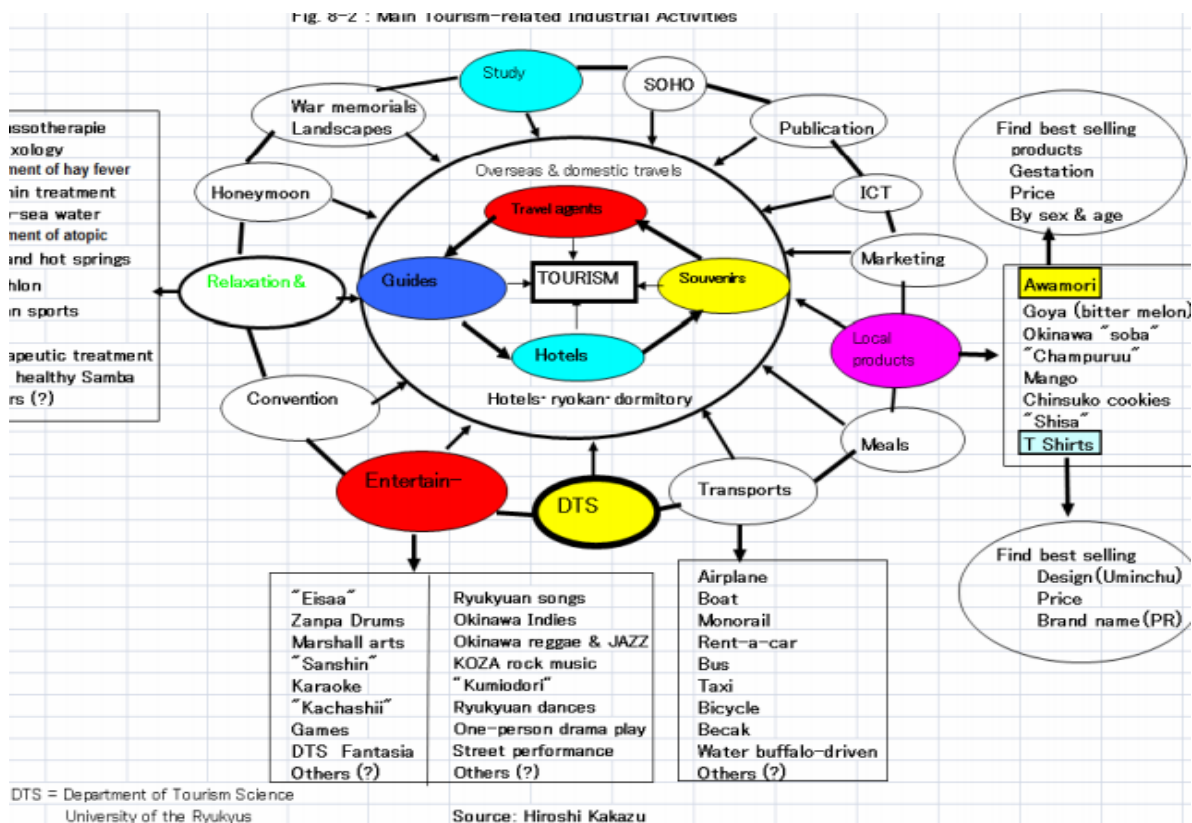 Fig. 8-2 : Main Tourism-related Industrial Activities
Study
SOHO
War memorials
Landscapes
Publication
Honeymoon
ICT
Relaxation &
Marketing
Convention
Local
products
Entertain-
DTS
Transports
Meals
Overseas & domestic travels
Travel agents
Guides
TOURISM
Souvenirs
Hotels
Hotels-ryokan-dormitory
ssotherapie
xology
ment of hay fever
treatment
-sea water
ment of atopic
and hot springs
hlon
n sports
apeutic treatment
healthy Samba
rs (?)
Find best selling
products
Gestation
Price
By sex & age
Awamori
Goya (bitter melon)
Okinawa "soba"
"Champuruu"
Mango
Chinsuko cookies
"Shisa"
T Shirts
Find best selling
Design(Uminchu)
Price
Brand name(PR)
"Eisaa"
Zanpa Drums
Marshall arts
"Sanshin"
Karaoke
"Kachashii"
Games
DTS Fantasia
Others (?)
Ryukyuan songs
Okinawa Indies
Okinawa reggae & JAZZ
KOZA rock music
"Kumiodori"
Ryukyuan dances
One-person drama play
Street performance
Others (?)
Airplane
Boat
Monorail
Rent-a-car
Bus
Taxi
Bicycle
Becak
Water buffalo-driven
Others (?)
DTS = Department of Tourism Science
University of the Ryukyus
Source: Hiroshi Kakazu